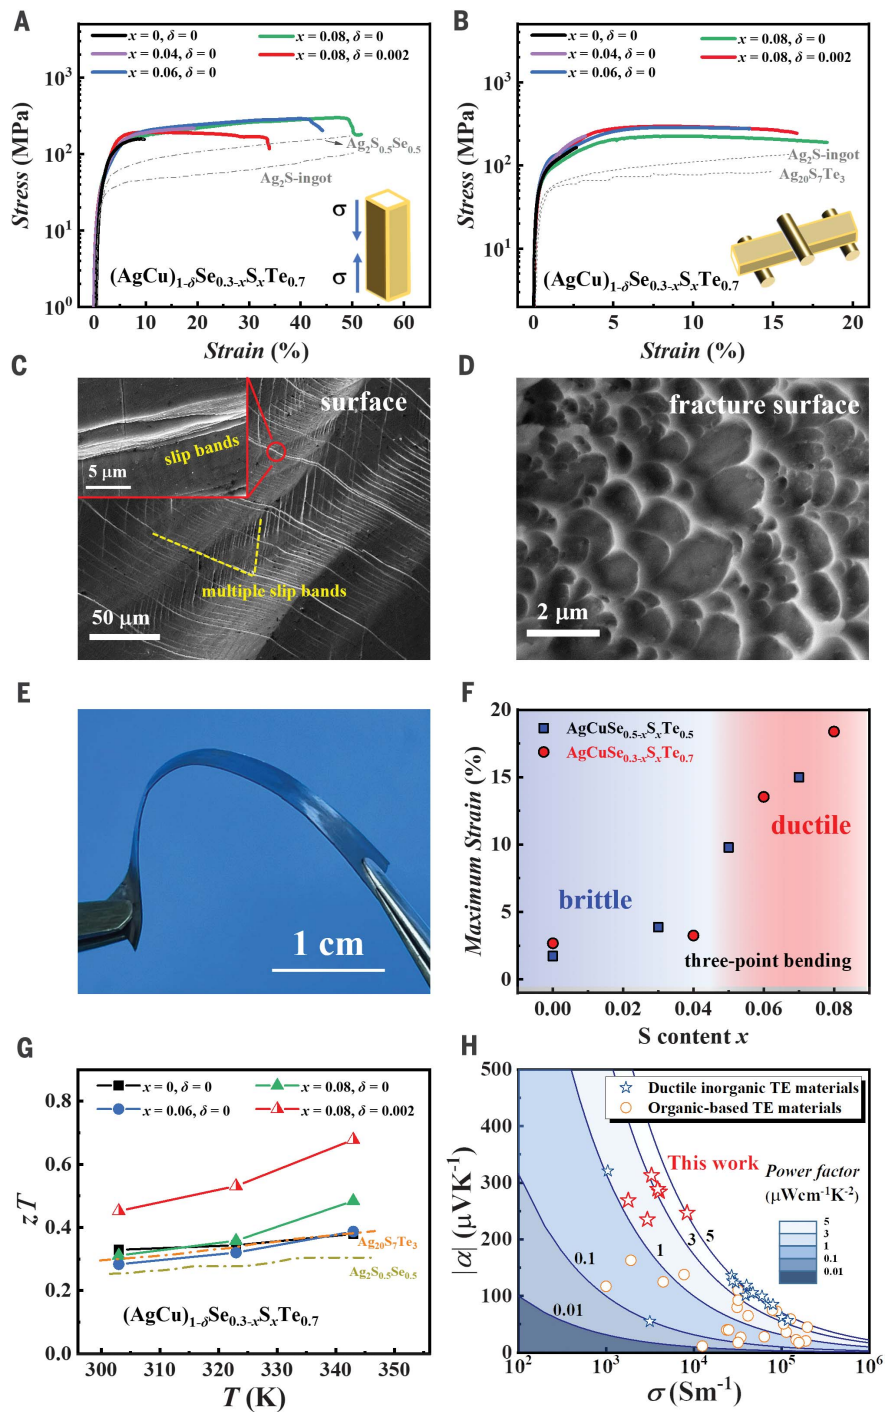 A
x = 0, δ = 0
x = 0.08, δ = 0
x = 0.04, δ = 0
x = 0.08, δ = 0.002
x = 0.06, δ = 0
10³
10²
10¹
10⁰
Stress (MPa)
Ag₂S₀.₅Se₀.₅
Ag₂S-ingot
σ
σ
(AgCu)₁₋δSe₀.₃₋ₓSₓTe₀.₇
0 10 20 30 40 50 60
Strain (%)
B
x = 0, δ = 0
x = 0.08, δ = 0
x = 0.04, δ = 0
x = 0.08, δ = 0.002
x = 0.06, δ = 0
10³
10²
10¹
Stress (MPa)
Ag₂S-ingot
Ag₂₀S₇Te₃
(AgCu)₁₋δSe₀.₃₋ₓSₓTe₀.₇
0 5 10 15 20
Strain (%)
C
surface
slip bands
5 μm
multiple slip bands
50 μm
D
fracture surface
2 μm
E
1 cm
F
AgCuSe₀.₅₋ₓSₓTe₀.₅
AgCuSe₀.₃₋ₓSₓTe₀.₇
20
15
10
5
0
Maximum Strain (%)
ductile
brittle
three-point bending
0.00 0.02 0.04 0.06 0.08
S content x
G
x = 0, δ = 0
x = 0.08, δ = 0
x = 0.06, δ = 0
x = 0.08, δ = 0.002
0.8
0.6
0.4
0.2
0.0
zT
Ag₂₀S₇Te₃
Ag₂S₀.₅Se₀.₅
(AgCu)₁₋δSe₀.₃₋ₓSₓTe₀.₇
300 310 320 330 340 350
T (K)
H
Ductile inorganic TE materials
Organic-based TE materials
500
400
300
200
100
0
|α| (μVK⁻¹)
This work
Power factor
(μWcm⁻¹K⁻²)
5
3
1
0.1
0.01
5
3
1
0.1
0.01
10² 10³ 10⁴ 10⁵ 10⁶
σ (Sm⁻¹)